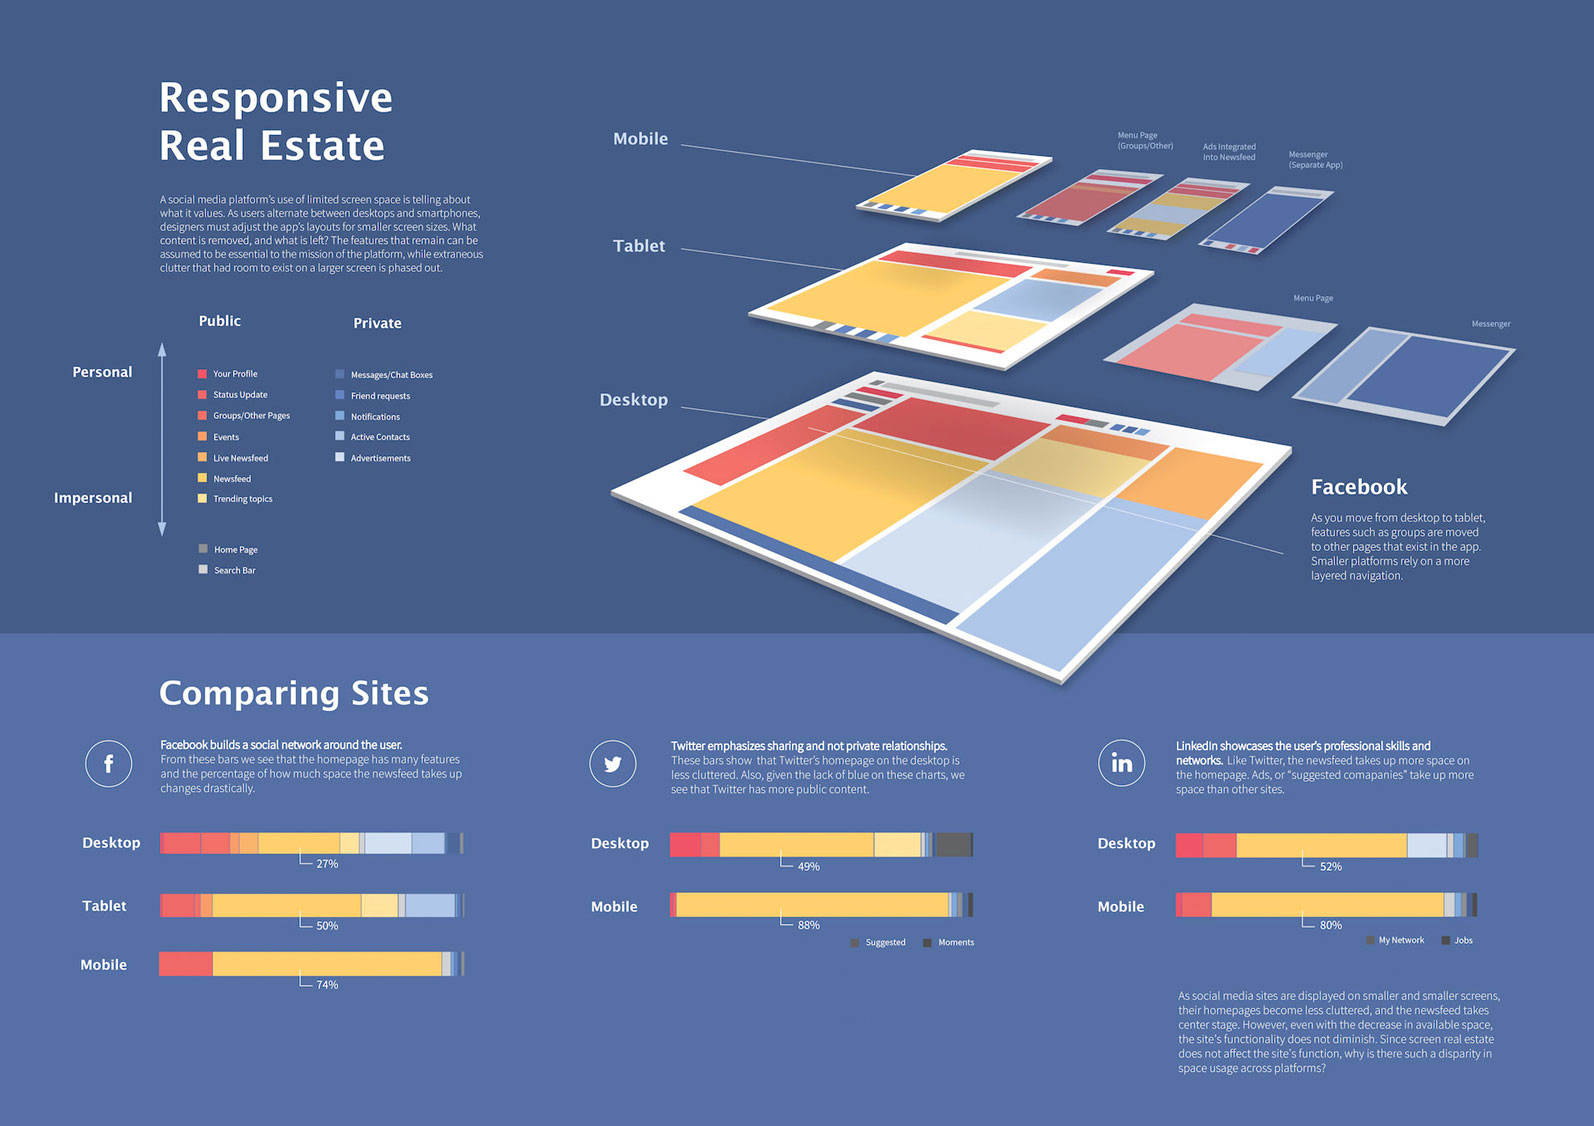 Responsive
Real Estate
A social media platform's use of limited screen space is telling about
what it values. As users alternate between desktops and smartphones,
designers must adjust the app's layouts for smaller screen sizes. What
content is removed, and what is left? The features that remain can be
assumed to be essential to the mission of the platform, while extraneous
clutter that had room to exist on a larger screen is phased out.
Public
Private
Personal
Impersonal
Your Profile
Status Update
Groups/Other Pages
Events
Live Newsfeed
Newsfeed
Trending topics
Messages/Chat Boxes
Friend requests
Notifications
Active Contacts
Advertisements
Home Page
Search Bar
Mobile
Menu Page
(Groups/Other)
Ads Integrated
Into Newsfeed
Messenger
(Separate App)
Tablet
Menu Page
Messenger
Desktop
Facebook
As you move from desktop to tablet,
features such as groups are moved
to other pages that exist in the app.
Smaller platforms rely on a more
layered navigation.
Comparing Sites
f
Facebook builds a social network around the user.
From these bars we see that the homepage has many features
and the percentage of how much space the newsfeed takes up
changes drastically.
Desktop
27%
Tablet
50%
Mobile
74%
Twitter emphasizes sharing and not private relationships.
These bars show that Twitter's homepage on the desktop is
less cluttered. Also, given the lack of blue on these charts, we
see that Twitter has more public content.
Desktop
49%
Mobile
88%
Suggested
Moments
in
LinkedIn showcases the user's professional skills and
networks. Like Twitter, the newsfeed takes up more space on
the homepage. Ads, or "suggested comapanies" take up more
space than other sites.
Desktop
52%
Mobile
80%
My Network
Jobs
As social media sites are displayed on smaller and smaller screens,
their homepages become less cluttered, and the newsfeed takes
center stage. However, even with the decrease in available space,
the site's functionality does not diminish. Since screen real estate
does not affect the site's function, why is there such a disparity in
space usage across platforms?